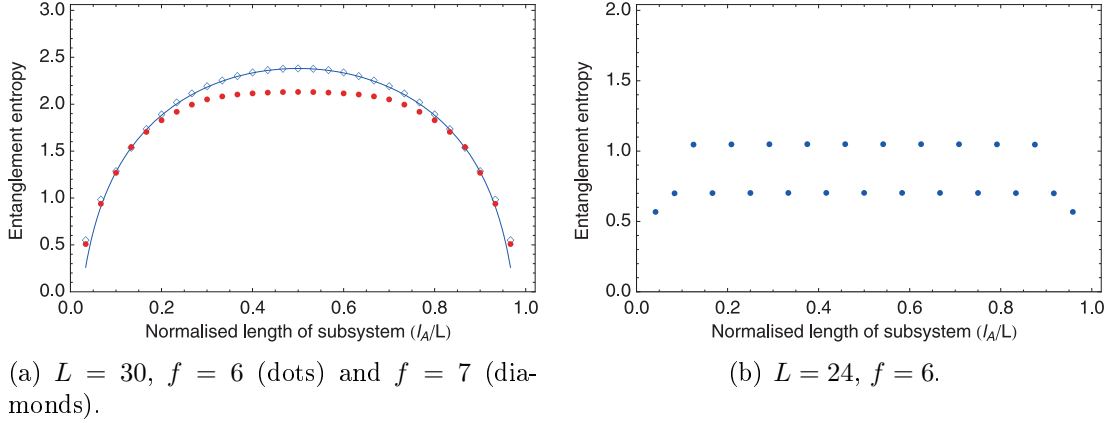 3.0
2.5
2.0
1.5
1.0
0.5
0.0
Entanglement entropy
0.0 0.2 0.4 0.6 0.8 1.0
Normalised length of subsystem (l_A/L)
(a) L = 30, f = 6 (dots) and f = 7 (dia-
monds).
2.0
1.5
1.0
0.5
0.0
Entanglement entropy
0.0 0.2 0.4 0.6 0.8 1.0
Normalised length of subsystem (l_A/L)
(b) L = 24, f = 6.